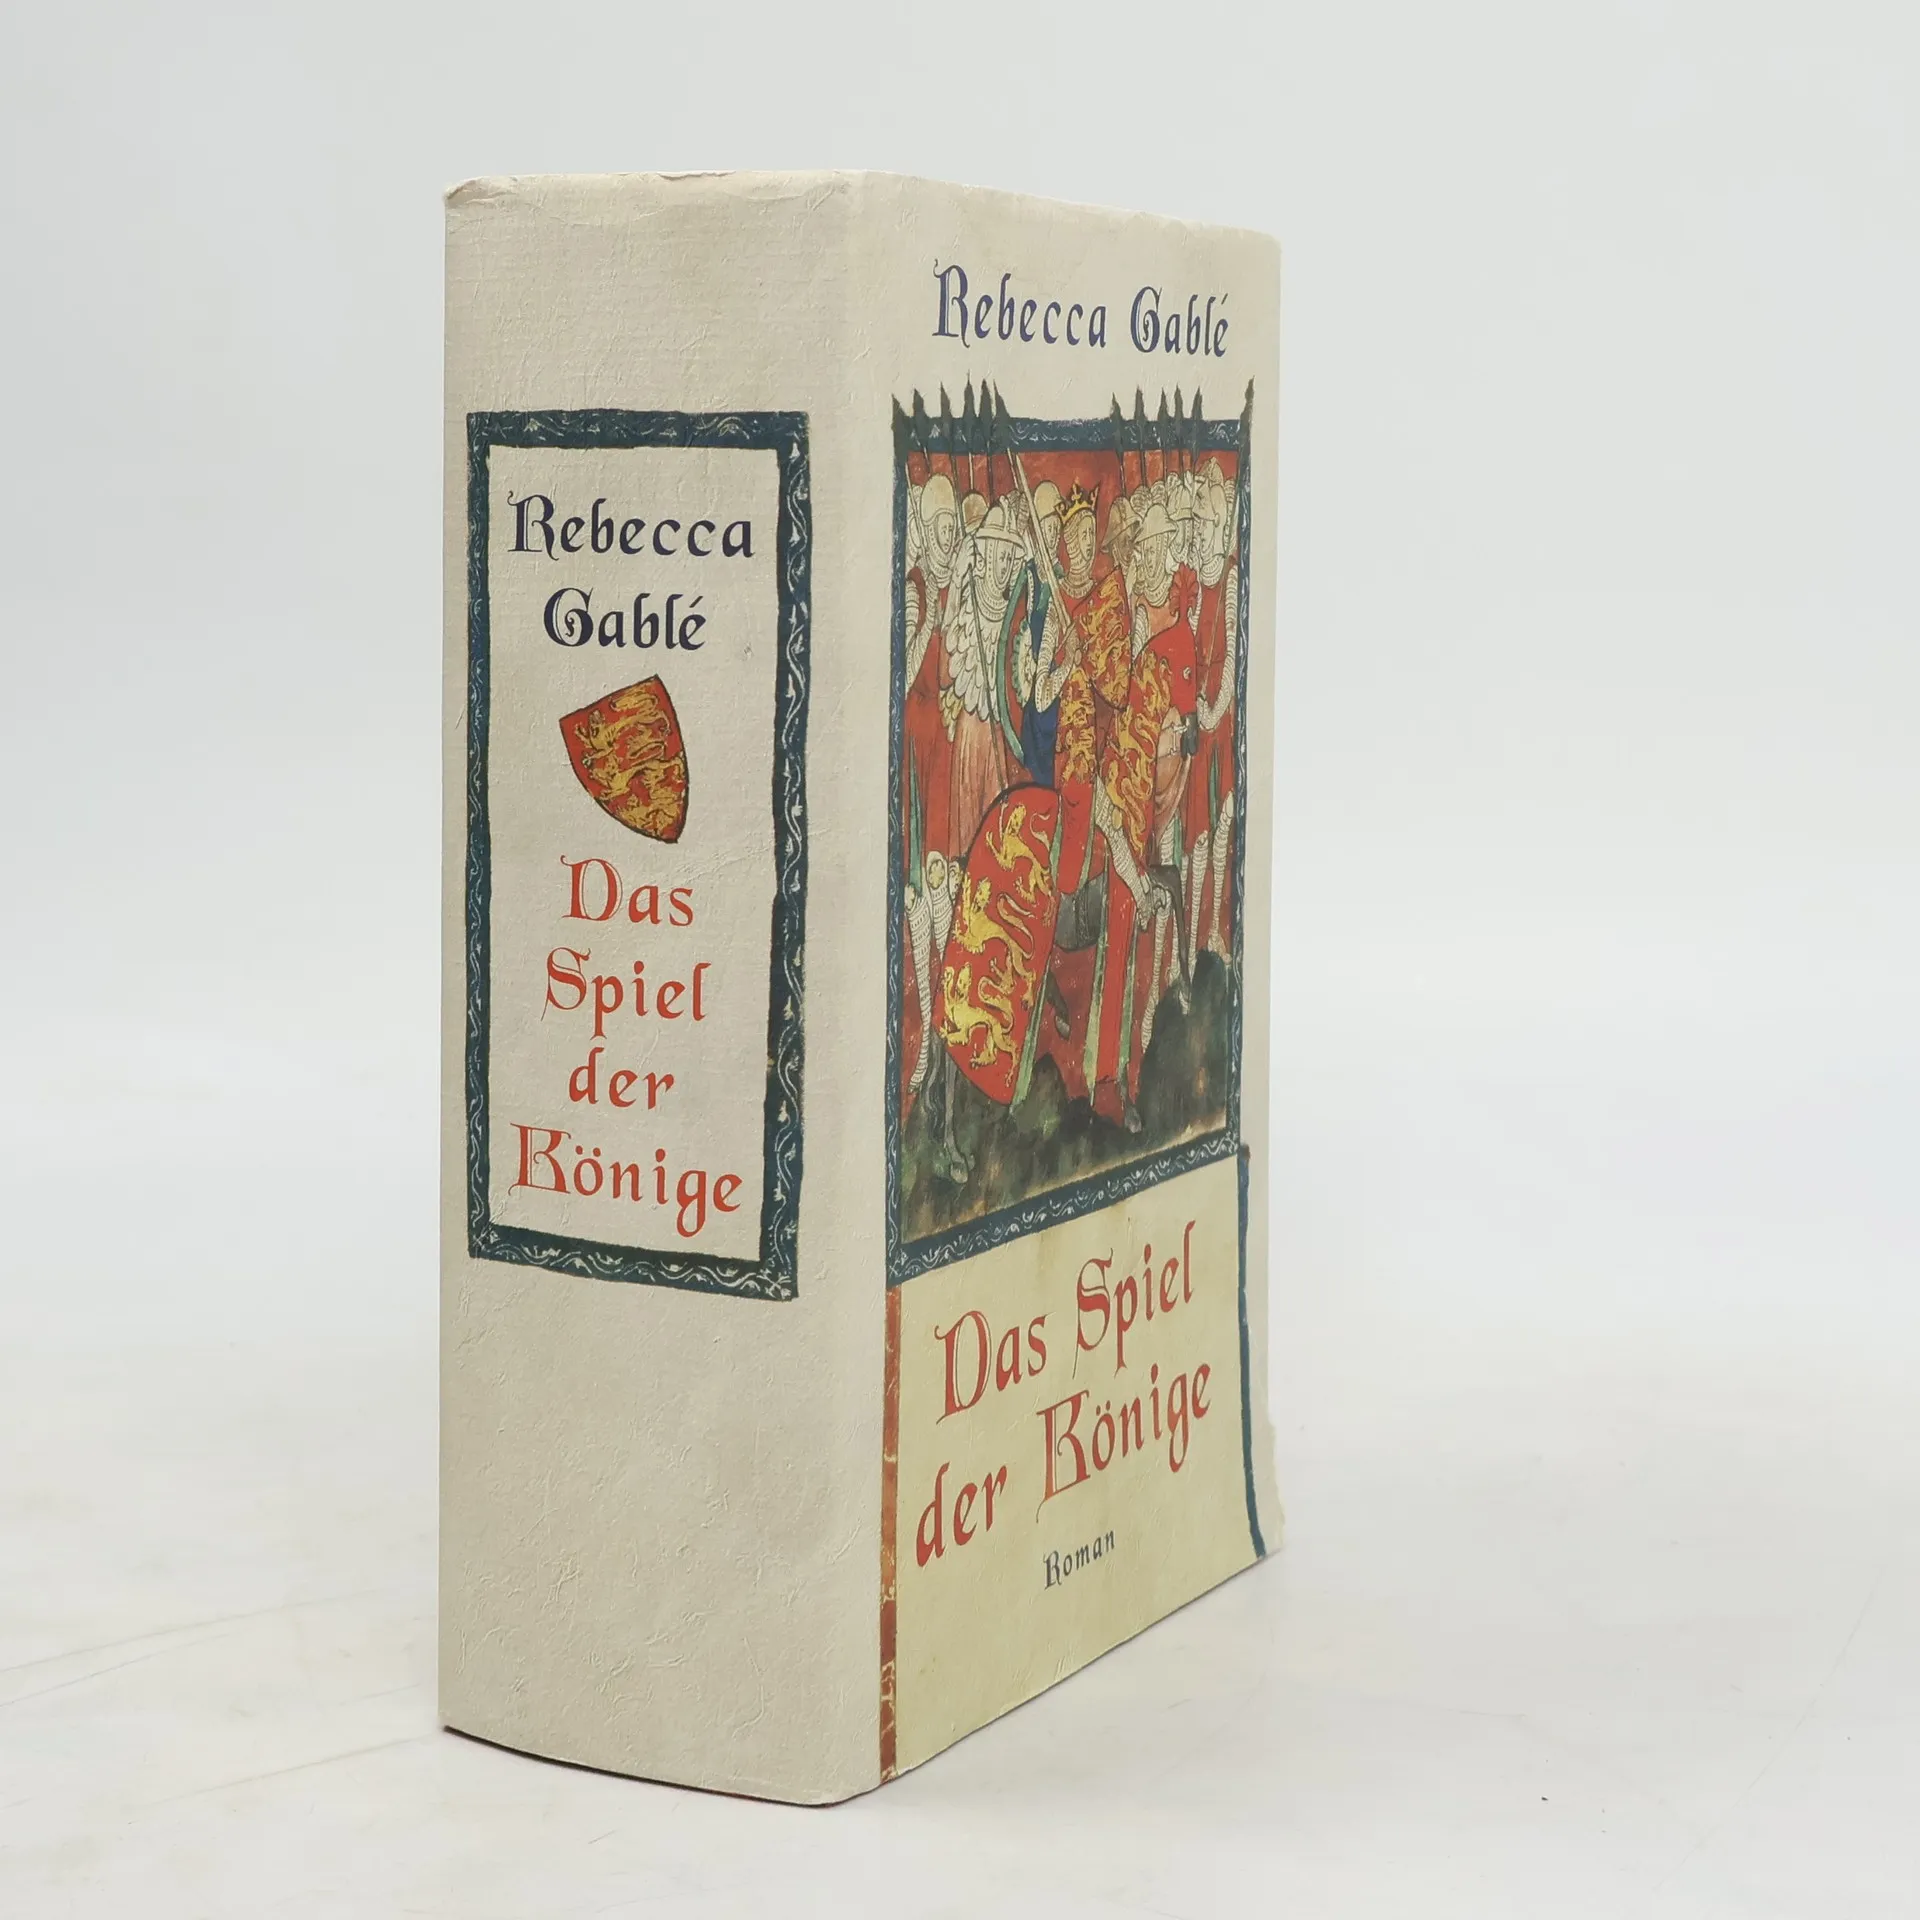 Rebecca
Gablé
Das
Spiel
der
Könige
Rebecca Gablé
Das Spiel
der Könige
Roman